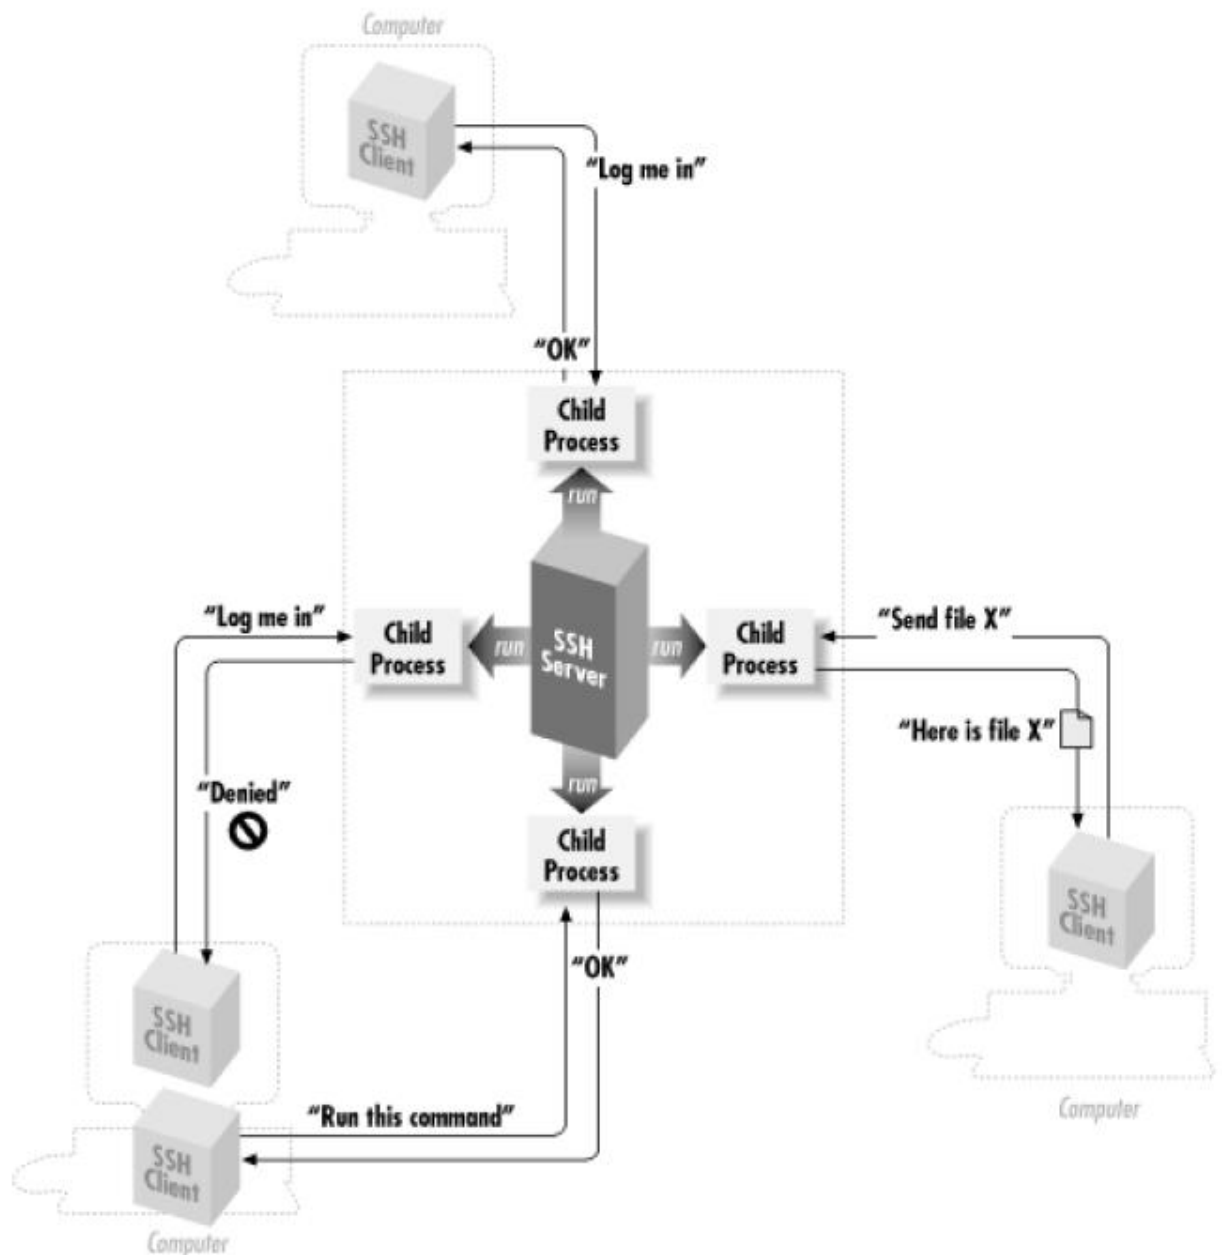 Computer
SSH
Client
“Log me in”
“OK”
Child
Process
run
“Log me in”
Child
Process
run
SSH
Server
run
Child
Process
“Send file X”
“Here is file X”
“Denied”
run
Child
Process
SSH
Client
“OK”
SSH
Client
“Run this command”
SSH
Client
Computer
Computer